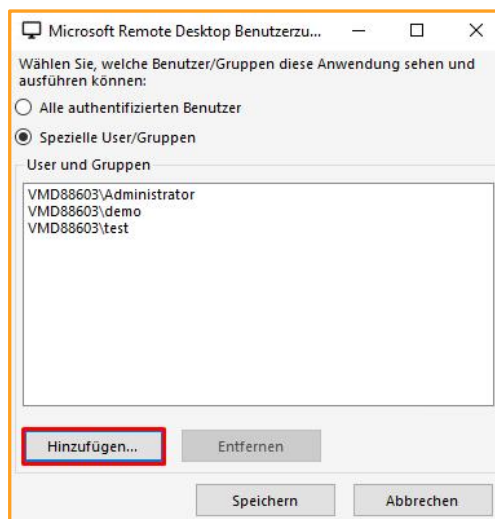 Microsoft Remote Desktop Benutzerzu...
Wählen Sie, welche Benutzer/Gruppen diese Anwendung sehen und
ausführen können:
Alle authentifizierten Benutzer
Spezielle User/Gruppen
User und Gruppen
VMD88603\Administrator
VMD88603\demo
VMD88603\test
Hinzufügen...
Entfernen
Speichern
Abbrechen